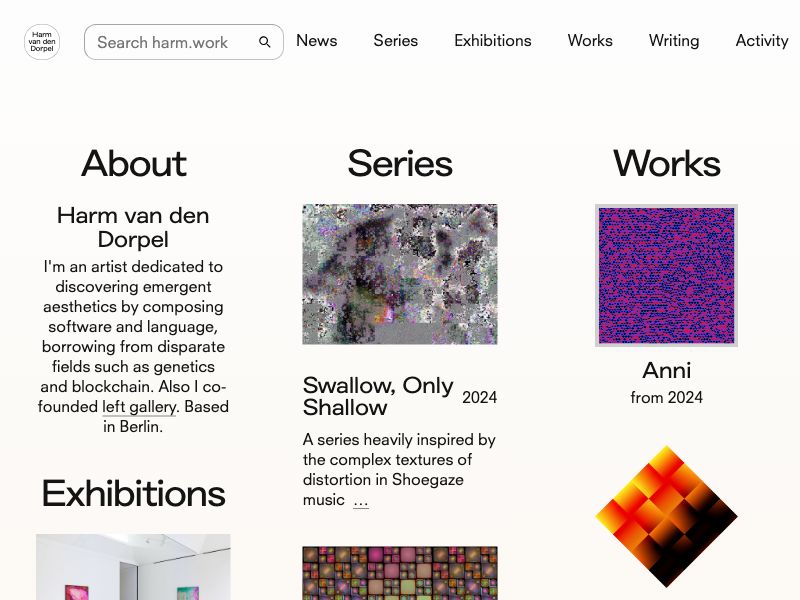 Harm
van den
Dorpel
Search harm.work
News
Series
Exhibitions
Works
Writing
Activity
About
Harm van den
Dorpel
I'm an artist dedicated to
discovering emergent
aesthetics by composing
software and language,
borrowing from disparate
fields such as genetics
and blockchain. Also I co-
founded left gallery. Based
in Berlin.
Exhibitions
Series
Swallow, Only
Shallow
2024
A series heavily inspired by
the complex textures of
distortion in Shoegaze
music ...
Works
Anni
from 2024